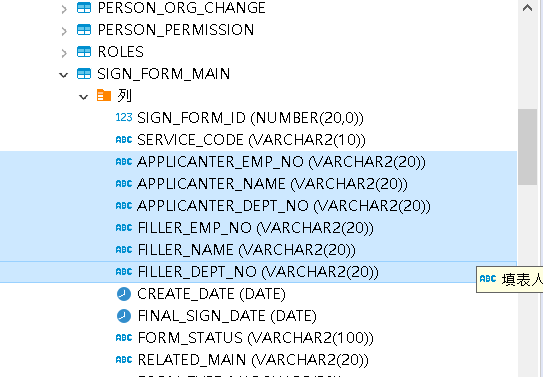 PERSON_ORG_CHANGE
PERSON_PERMISSION
ROLES
SIGN_FORM_MAIN
列
123 SIGN_FORM_ID (NUMBER(20,0))
ABC SERVICE_CODE (VARCHAR2(10))
ABC APPLICANTER_EMP_NO (VARCHAR2(20))
ABC APPLICANTER_NAME (VARCHAR2(20))
ABC APPLICANTER_DEPT_NO (VARCHAR2(20))
ABC FILLER_EMP_NO (VARCHAR2(20))
ABC FILLER_NAME (VARCHAR2(20))
ABC FILLER_DEPT_NO (VARCHAR2(20))
ABC 填表人
CREATE_DATE (DATE)
FINAL_SIGN_DATE (DATE)
ABC FORM_STATUS (VARCHAR2(100))
ABC RELATED_MAIN (VARCHAR2(20))